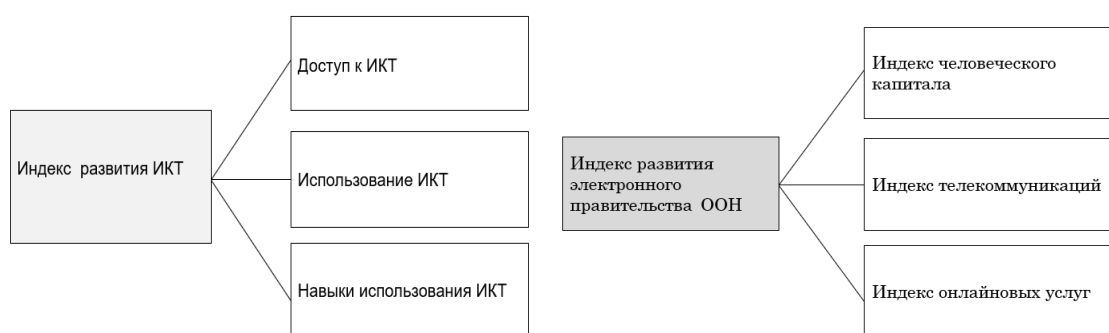 Индекс развития ИКТ
Доступ к ИКТ
Использование ИКТ
Навыки использования ИКТ
Индекс развития
электронного
правительства ООН
Индекс человеческого
капитала
Индекс телекоммуникаций
Индекс онлайновых услуг